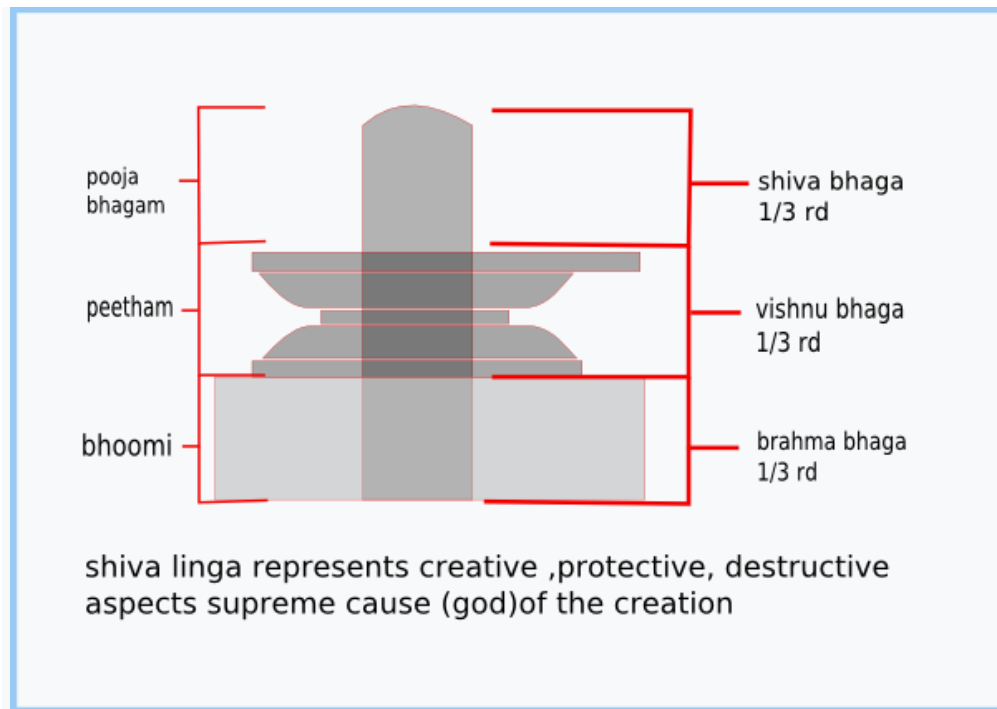 pooja
bhagam
shiva bhaga
1/3 rd
peetham
vishnu bhaga
1/3 rd
bhoomi
brahma bhaga
1/3 rd
shiva linga represents creative ,protective, destructive
aspects supreme cause (god)of the creation